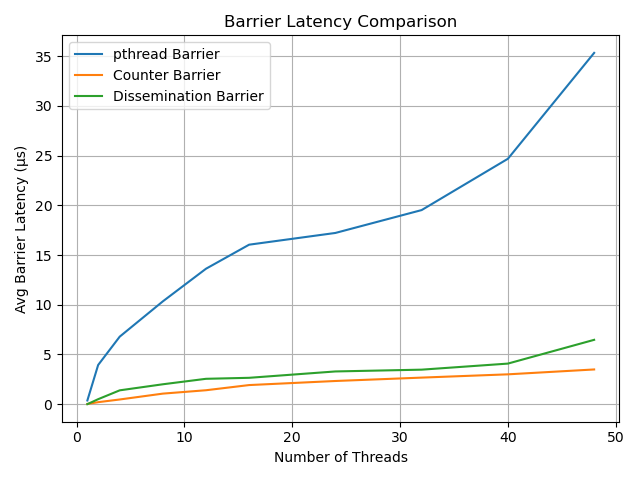 Barrier Latency Comparison
pthread Barrier
Counter Barrier
Dissemination Barrier
Avg Barrier Latency (μs)
35
30
25
20
15
10
5
0
0 10 20 30 40 50
Number of Threads